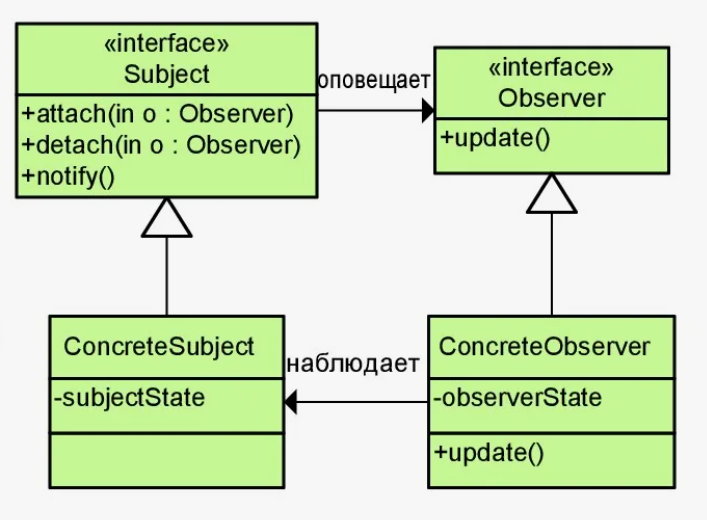 «interface»
Subject
+attach(in o : Observer)
+detach(in o : Observer)
+notify()
оповещает
«interface»
Observer
+update()
ConcreteSubject
-subjectState
наблюдает
ConcreteObserver
-observerState
+update()